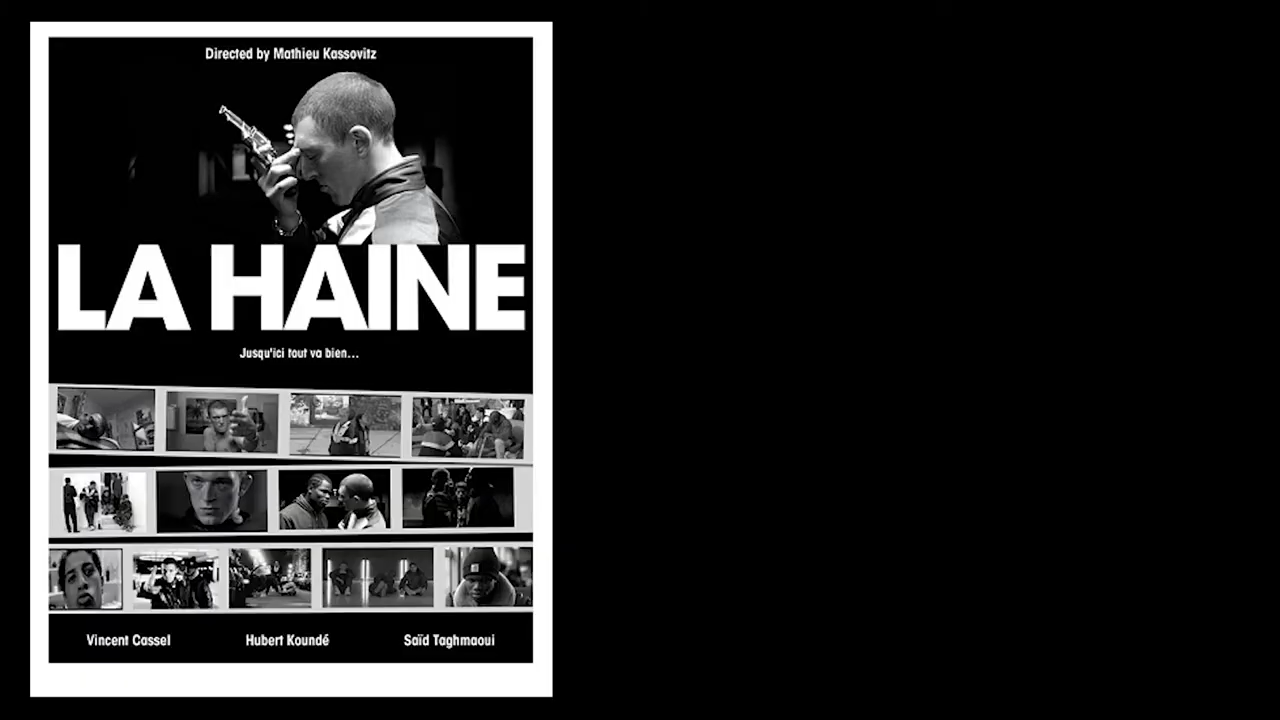 Directed by Mathieu Kassovitz
LA HAINE
Jusqu'ici tout va bien...
Vincent Cassel Hubert Koundé Saïd Taghmaoui